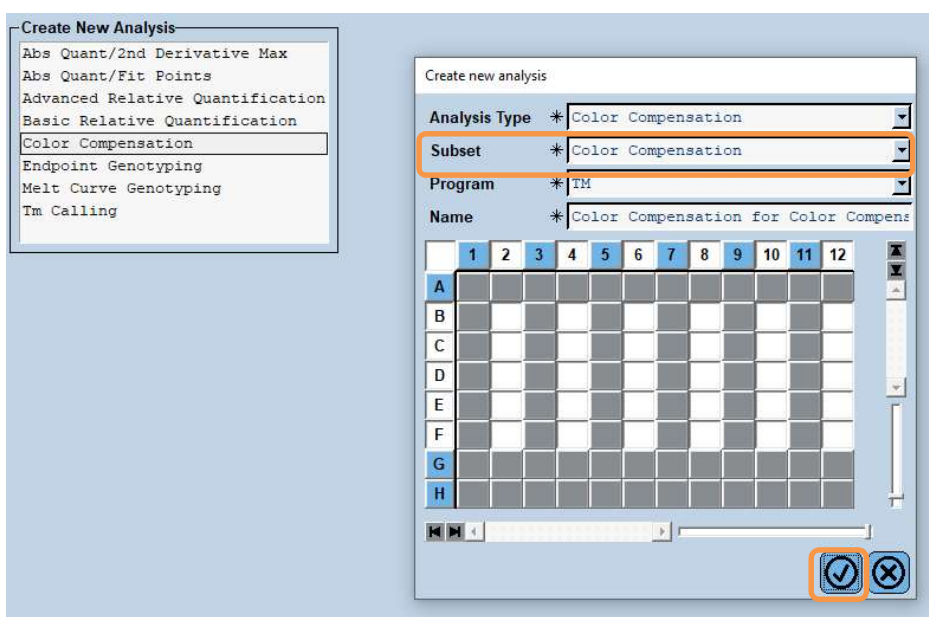 Create New Analysis
Abs Quant/2nd Derivative Max
Abs Quant/Fit Points
Advanced Relative Quantification
Basic Relative Quantification
Color Compensation
Endpoint Genotyping
Melt Curve Genotyping
Tm Calling
Create new analysis
Analysis Type * Color Compensation
Subset * Color Compensation
Program * TM
Name * Color Compensation for Color Compens
1 2 3 4 5 6 7 8 9 10 11 12
A
B
C
D
E
F
G
H